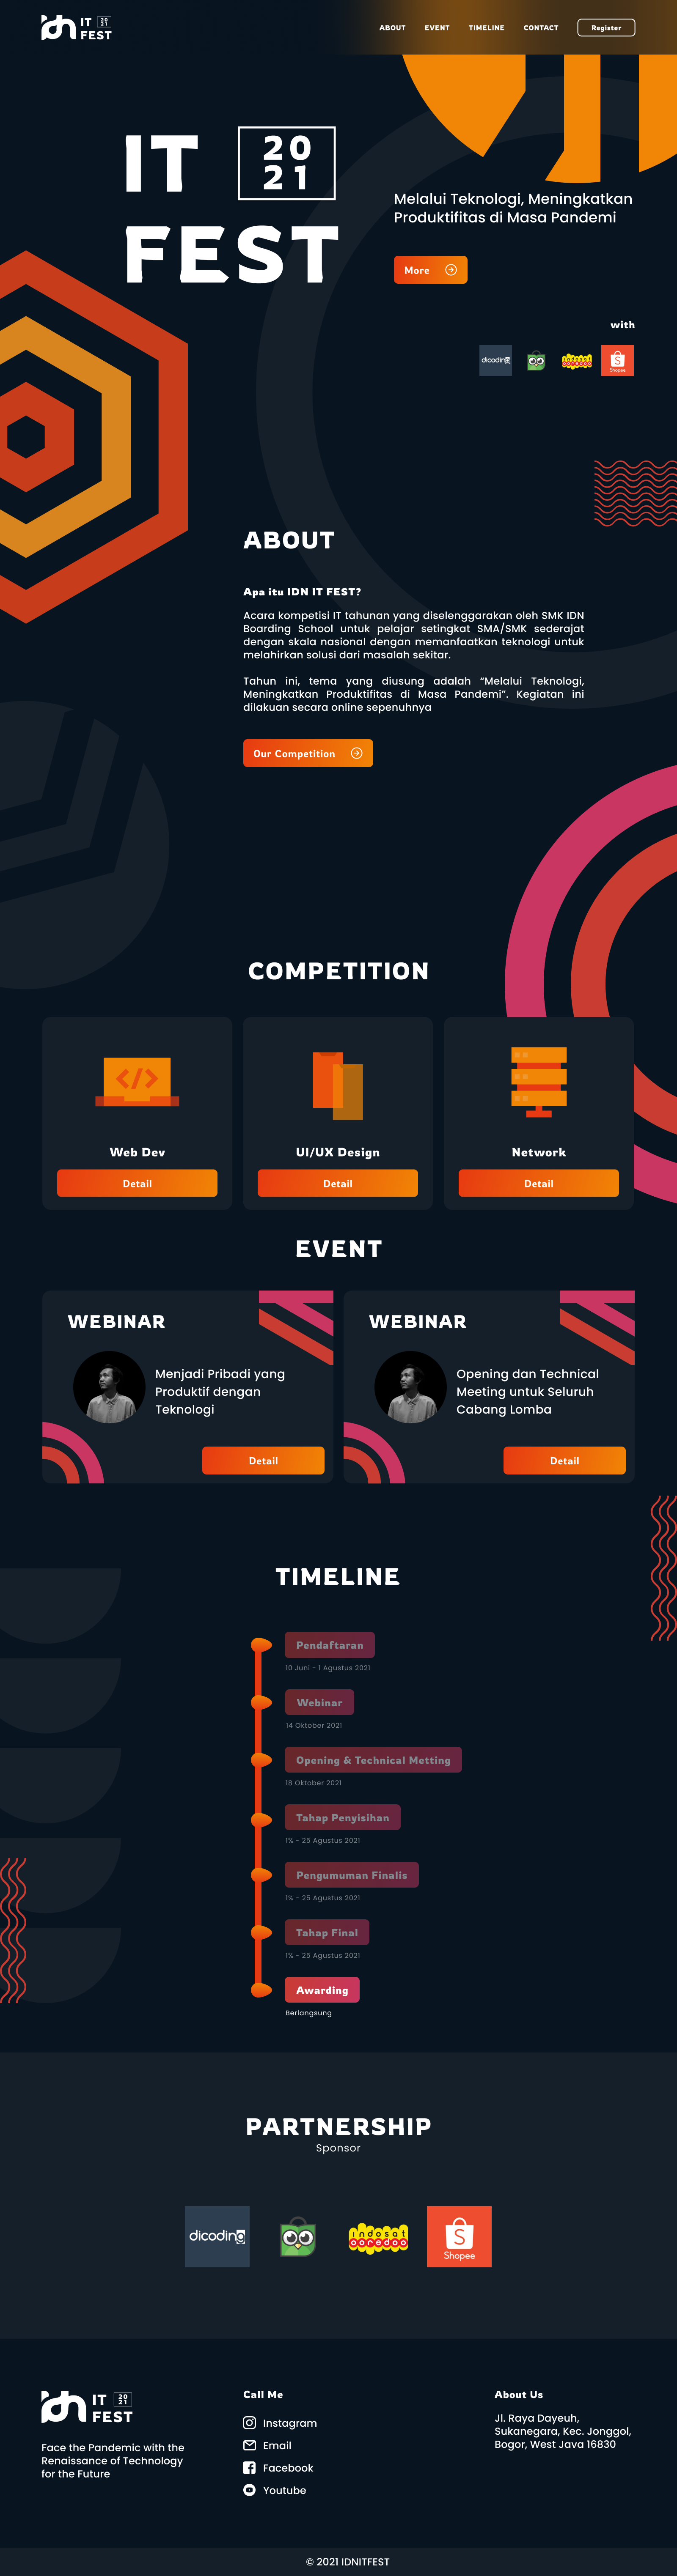 IT 20 21
FEST
ABOUT EVENT TIMELINE CONTACT Register
IT 20
21
FEST
Melalui Teknologi, Meningkatkan
Produktifitas di Masa Pandemi
More
with
dicoding
indosat
ooredoo
Shopee
ABOUT
Apa itu IDN IT FEST?
Acara kompetisi IT tahunan yang diselenggarakan oleh SMK IDN
Boarding School untuk pelajar setingkat SMA/SMK sederajat
dengan skala nasional dengan memanfaatkan teknologi untuk
melahirkan solusi dari masalah sekitar.
Tahun ini, tema yang diusung adalah “Melalui Teknologi,
Meningkatkan Produktifitas di Masa Pandemi”. Kegiatan ini
dilakuan secara online sepenuhnya
Our Competition
COMPETITION
Web Dev
Detail
UI/UX Design
Detail
Network
Detail
EVENT
WEBINAR
Menjadi Pribadi yang
Produktif dengan
Teknologi
Detail
WEBINAR
Opening dan Technical
Meeting untuk Seluruh
Cabang Lomba
Detail
TIMELINE
Pendaftaran
10 Juni - 1 Agustus 2021
Webinar
14 Oktober 2021
Opening & Technical Metting
18 Oktober 2021
Tahap Penyisihan
1% - 25 Agustus 2021
Pengumuman Finalis
1% - 25 Agustus 2021
Tahap Final
1% - 25 Agustus 2021
Awarding
Berlangsung
PARTNERSHIP
Sponsor
dicoding
indosat
ooredoo
Shopee
IT 20 21
FEST
Face the Pandemic with the
Renaissance of Technology
for the Future
Call Me
Instagram
Email
Facebook
Youtube
About Us
Jl. Raya Dayeuh,
Sukanegara, Kec. Jonggol,
Bogor, West Java 16830
© 2021 IDNITFEST